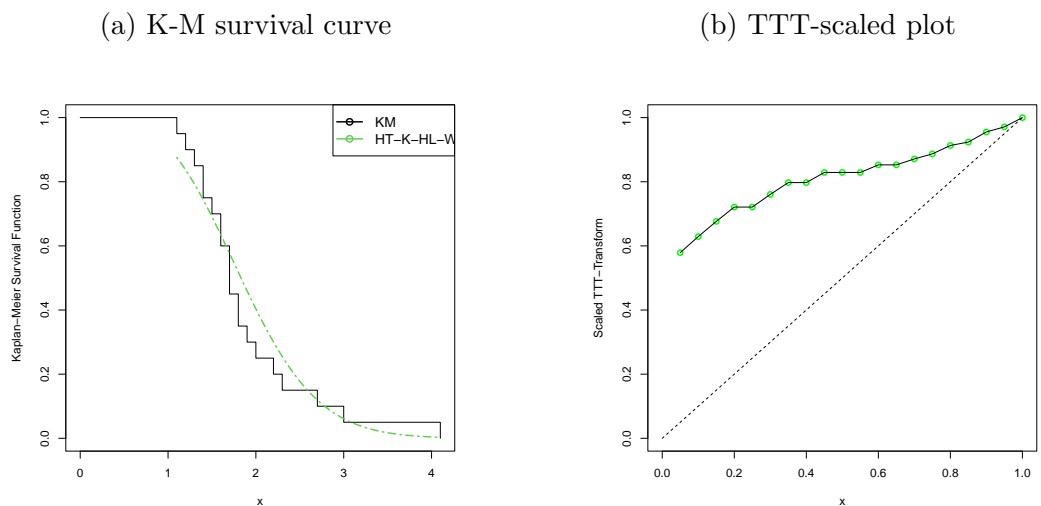 (a) K-M survival curve
(b) TTT-scaled plot
KM
HT−K−HL−W
Kaplan−Meier Survival Function
1.0
0.8
0.6
0.4
0.2
0.0
0 1 2 3 4
x
Scaled TTT−Transform
1.0
0.8
0.6
0.4
0.2
0.0
0.0 0.2 0.4 0.6 0.8 1.0
x